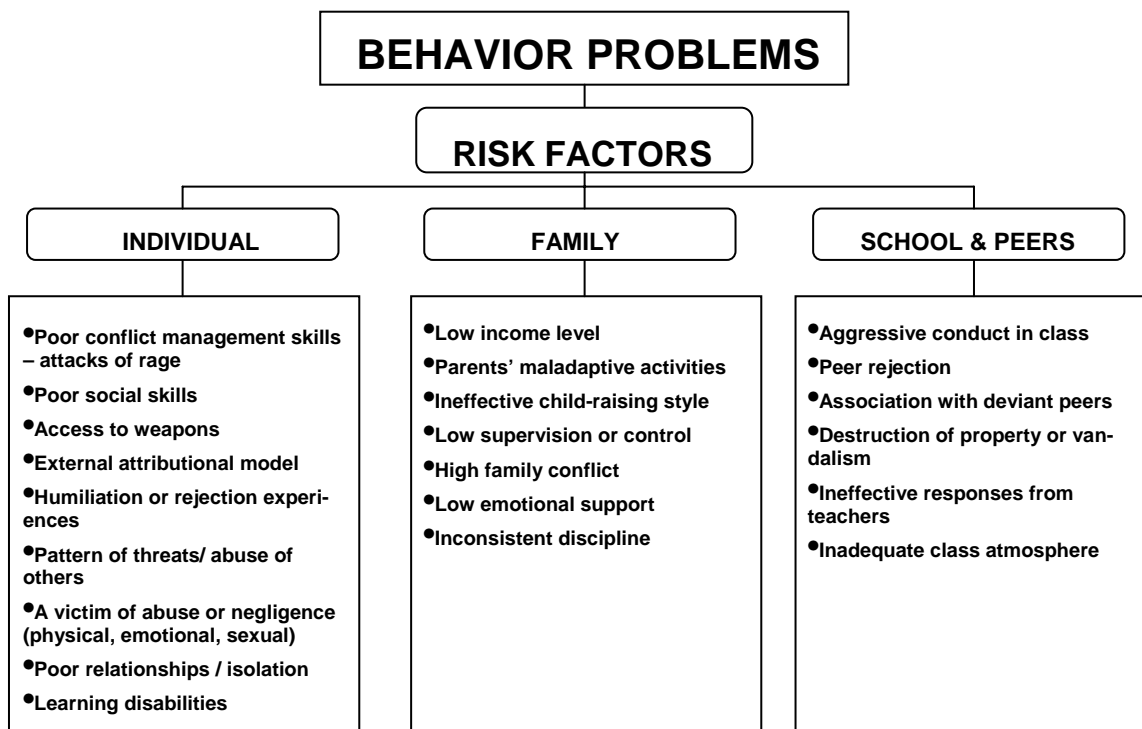 BEHAVIOR PROBLEMS
RISK FACTORS
INDIVIDUAL
•Poor conflict management skills
– attacks of rage
•Poor social skills
•Access to weapons
•External attributional model
•Humiliation or rejection experi-
ences
•Pattern of threats/ abuse of
others
•A victim of abuse or negligence
(physical, emotional, sexual)
•Poor relationships / isolation
•Learning disabilities
FAMILY
•Low income level
•Parents’ maladaptive activities
•Ineffective child-raising style
•Low supervision or control
•High family conflict
•Low emotional support
•Inconsistent discipline
SCHOOL & PEERS
•Aggressive conduct in class
•Peer rejection
•Association with deviant peers
•Destruction of property or van-
dalism
•Ineffective responses from
teachers
•Inadequate class atmosphere